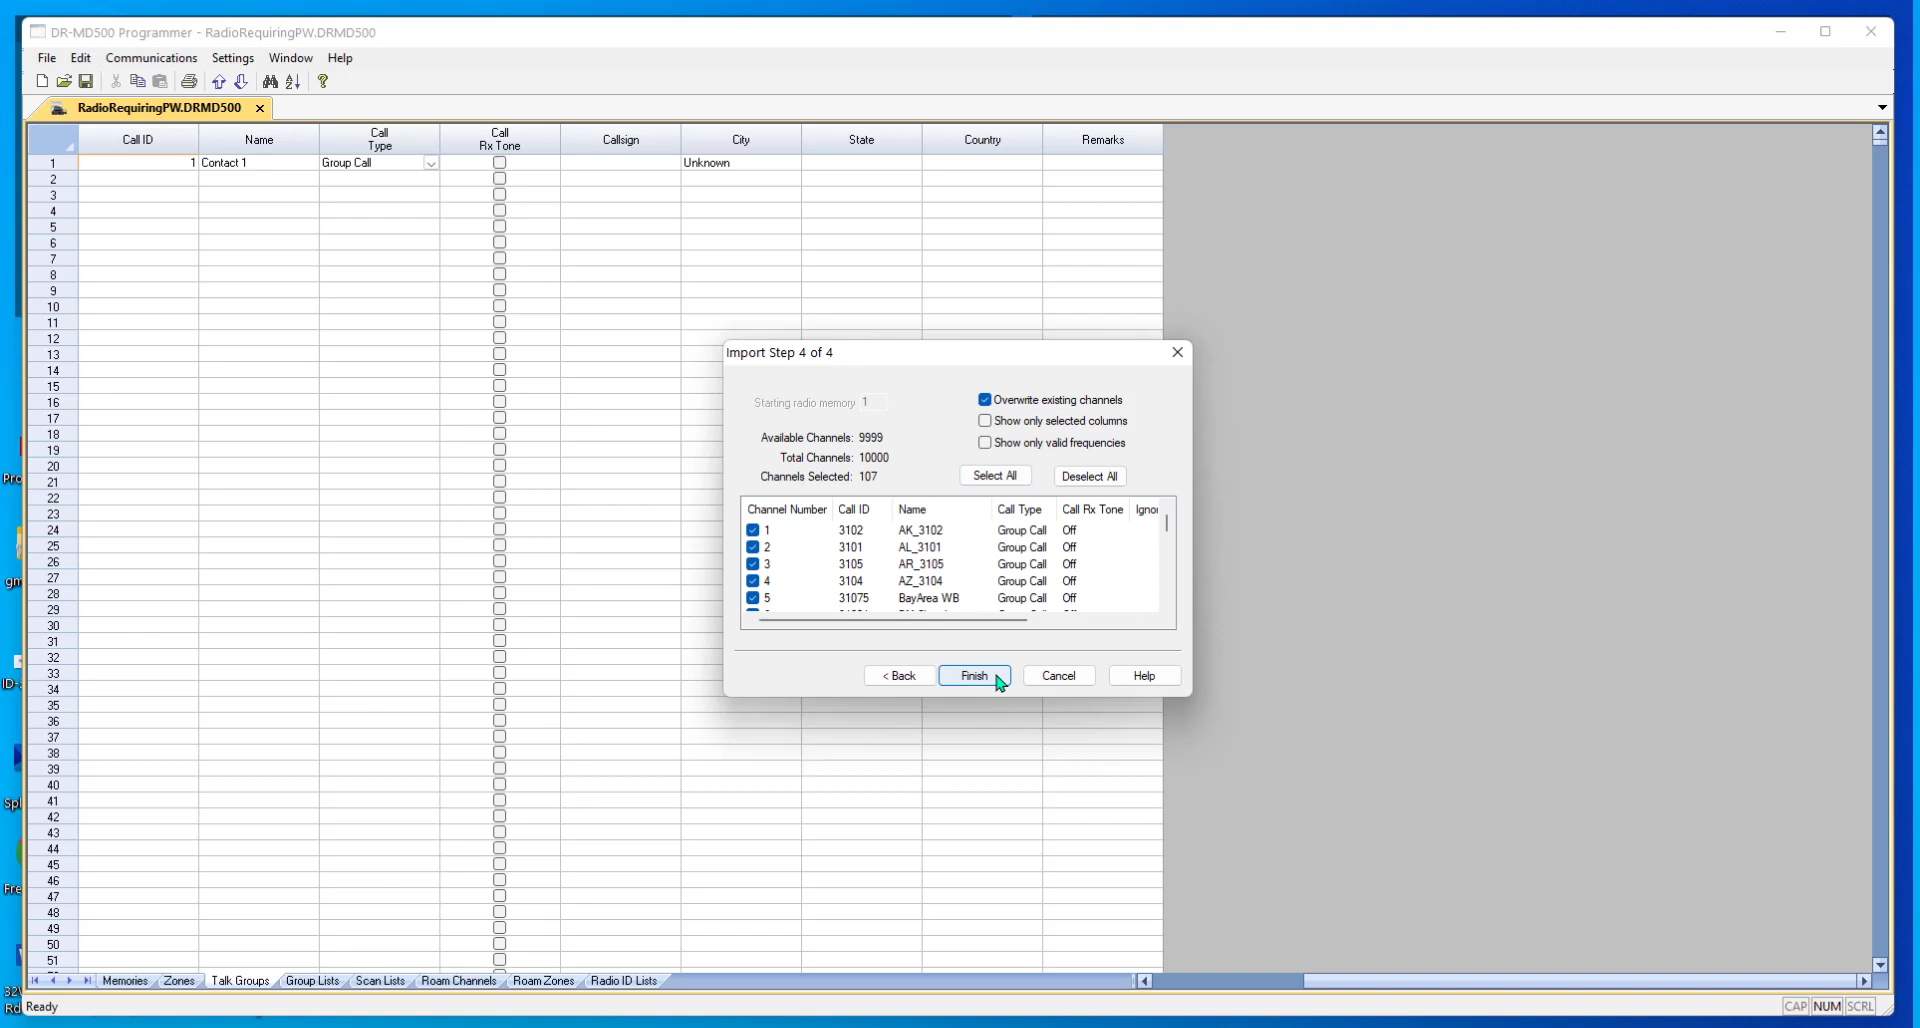 DR-MD500 Programmer - RadioRequiringPW.DRMD500
File Edit Communications Settings Window Help
RadioRequiringPW.DRMD500
Call ID Name Call Type Call Rx Tone Callsign City State Country Remarks
1 1 Contact 1 Group Call Unknown
2
3
4
5
6
7
8
9
10
11
12
13
14
15
16
17
18
19
20
21
22
23
24
25
26
27
28
29
30
31
32
33
34
35
36
37
38
39
40
41
42
43
44
45
46
47
48
49
50
51
Import Step 4 of 4
Starting radio memory 1
Overwrite existing channels
Show only selected columns
Available Channels: 9999
Show only valid frequencies
Total Channels: 10000
Channels Selected: 107
Select All Deselect All
Channel Number Call ID Name Call Type Call Rx Tone Ignor
1 3102 AK_3102 Group Call Off
2 3101 AL_3101 Group Call Off
3 3105 AR_3105 Group Call Off
4 3104 AZ_3104 Group Call Off
5 31075 BayArea WB Group Call Off
< Back Finish Cancel Help
Memories Zones Talk Groups Group Lists Scan Lists Roam Channels Roam Zones Radio ID Lists
Ready
CAP NUM SCRL
Pro
gm
ID-
Spl
Fre